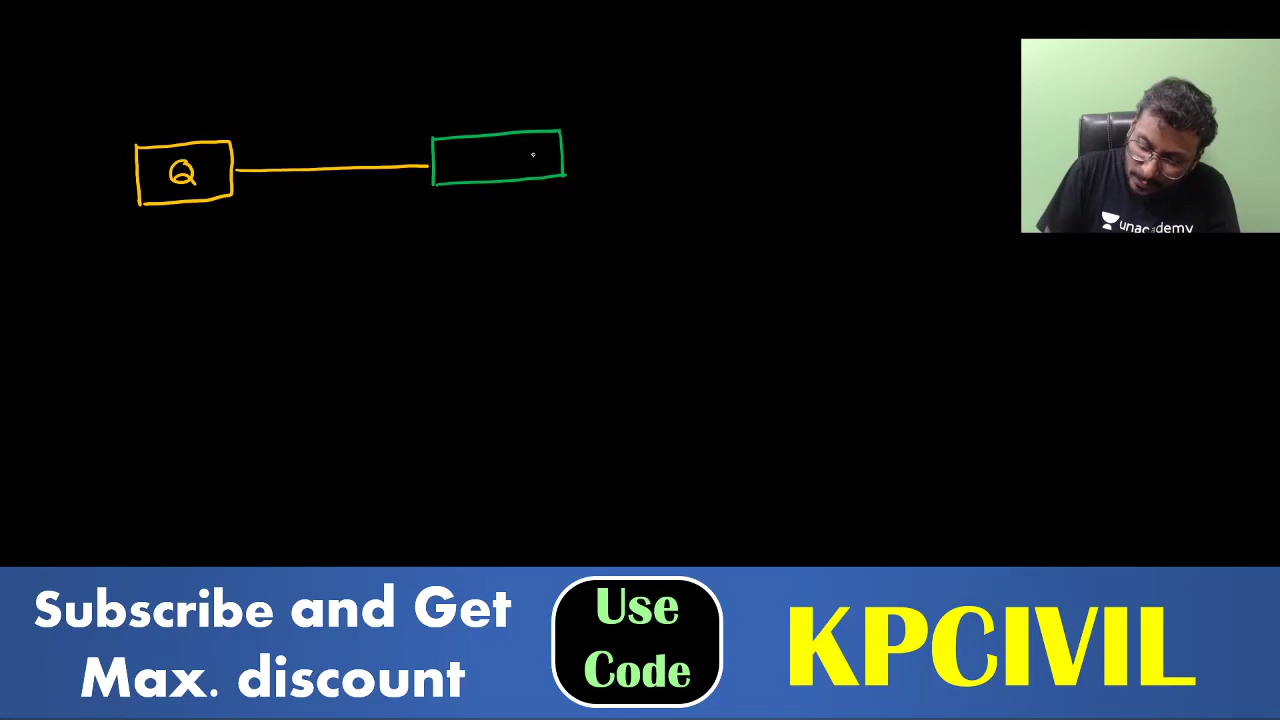 Q
unacademy
Subscribe and Get
Max. discount
Use
Code
KPCIVIL